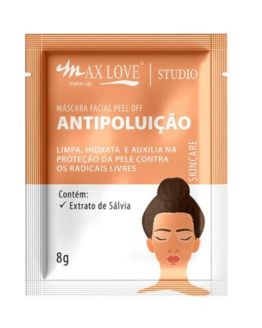 MAX LOVE® | STUDIO
make-up
MÁSCARA FACIAL PEEL OFF
ANTIPOLUIÇÃO
LIMPA, HIDRATA E AUXILIA NA
PROTEÇÃO DA PELE CONTRA
OS RADICAIS LIVRES
SKINCARE
Contém:
✓ Extrato de Sálvia
8g